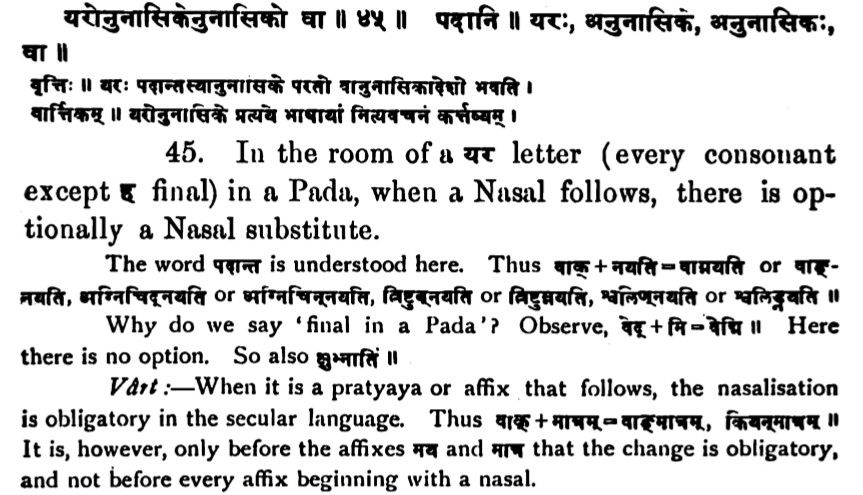 यरोनुनासिकेनुनासिको वा ॥ ४५ ॥ पदानि ॥ यरः, अनुनासिके, अनुनासिकः,
वा ॥
वृत्तिः ॥ यरः पदान्तस्यानुनासिके परतो वानुनासिकादेशो भवति ।
वार्त्तिकम् ॥ यरोनुनासिके प्रत्यये भाषायां नित्यवचनं कर्त्तव्यम् ।
45. In the room of a यर letter (every consonant
except ह final) in a Pada, when a Nasal follows, there is op-
tionally a Nasal substitute.
The word पदान्त is understood here. Thus वाक् + नयति = वाग्नयति or वाङ्-
नयति, अग्निचिद्नयति or अग्निचिन्नयति, त्रिष्टुब्नयति or त्रिष्टुम्नयति, श्वलिण्नयति or श्वलिड्नयति ॥
Why do we say 'final in a Pada'? Observe, वेद् + मि = वेद्मि ॥ Here
there is no option. So also क्षुभ्नाति ॥
Vârt :—When it is a pratyaya or affix that follows, the nasalisation
is obligatory in the secular language. Thus वाक् + मात्रम् = वाङ्मात्रम्, कियन्मात्रम् ॥
It is, however, only before the affixes मय and मात्र that the change is obligatory,
and not before every affix beginning with a nasal.